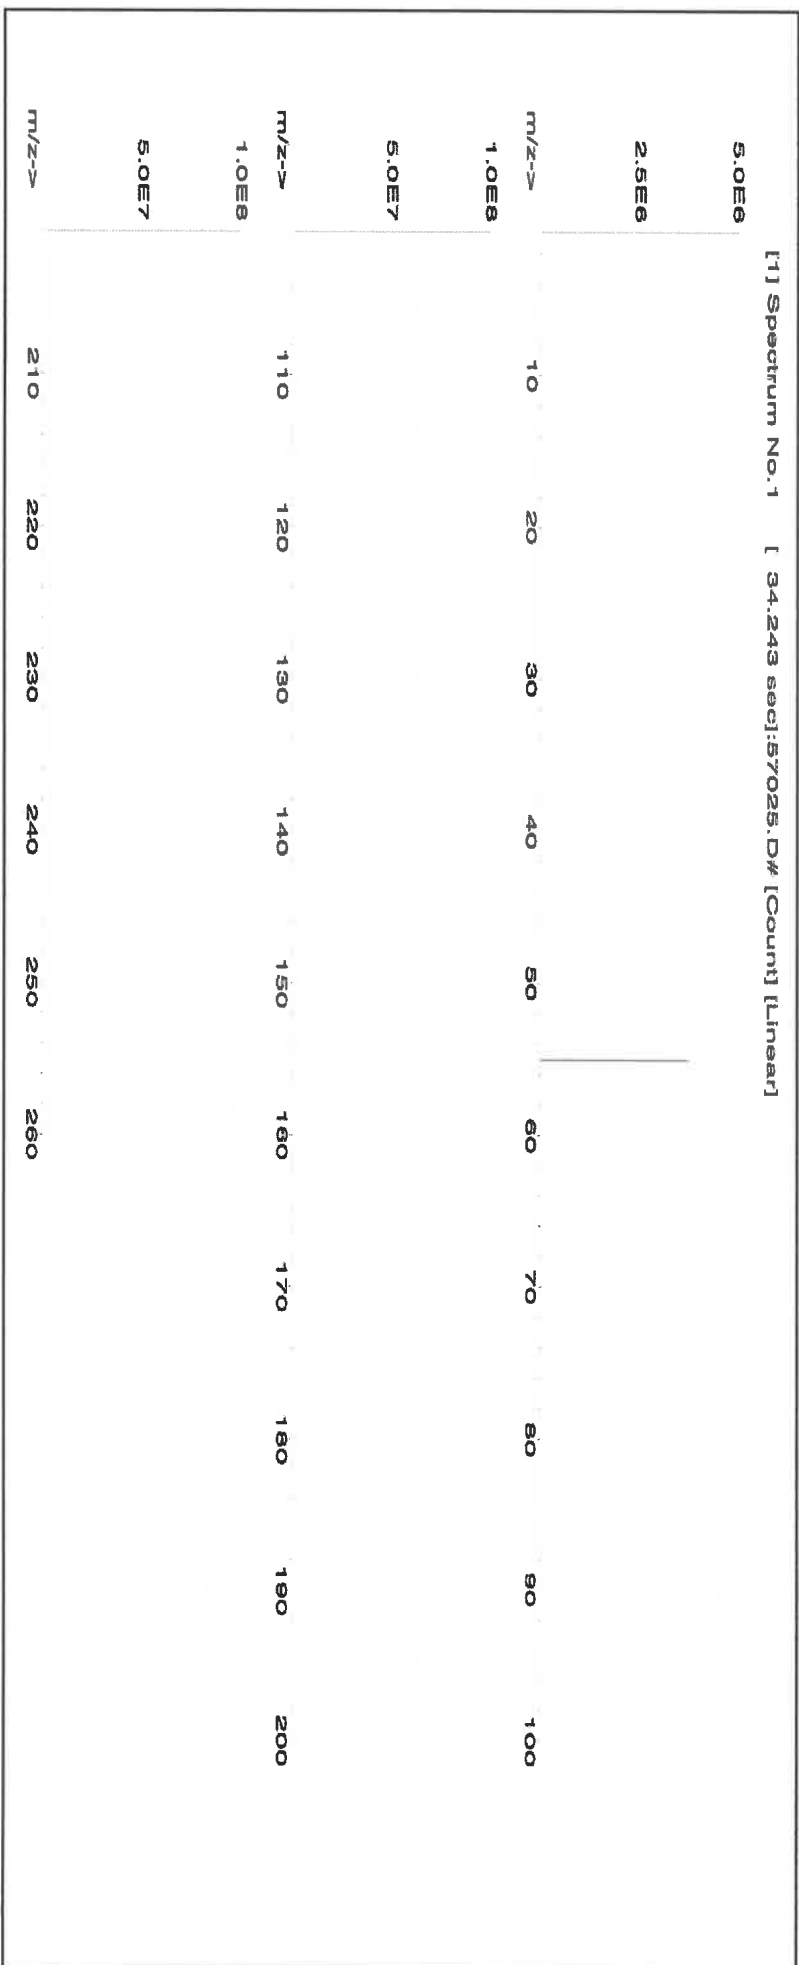 [1] Spectrum No.1 [ 34.243 sec]:57025.D# [Count] [Linear]
5.0E6
2.5E6
m/z-> 10 20 30 40 50 60 70 80 90 100
1.0E8
5.0E7
m/z-> 110 120 130 140 150 160 170 180 190 200
1.0E8
5.0E7
m/z-> 210 220 230 240 250 260